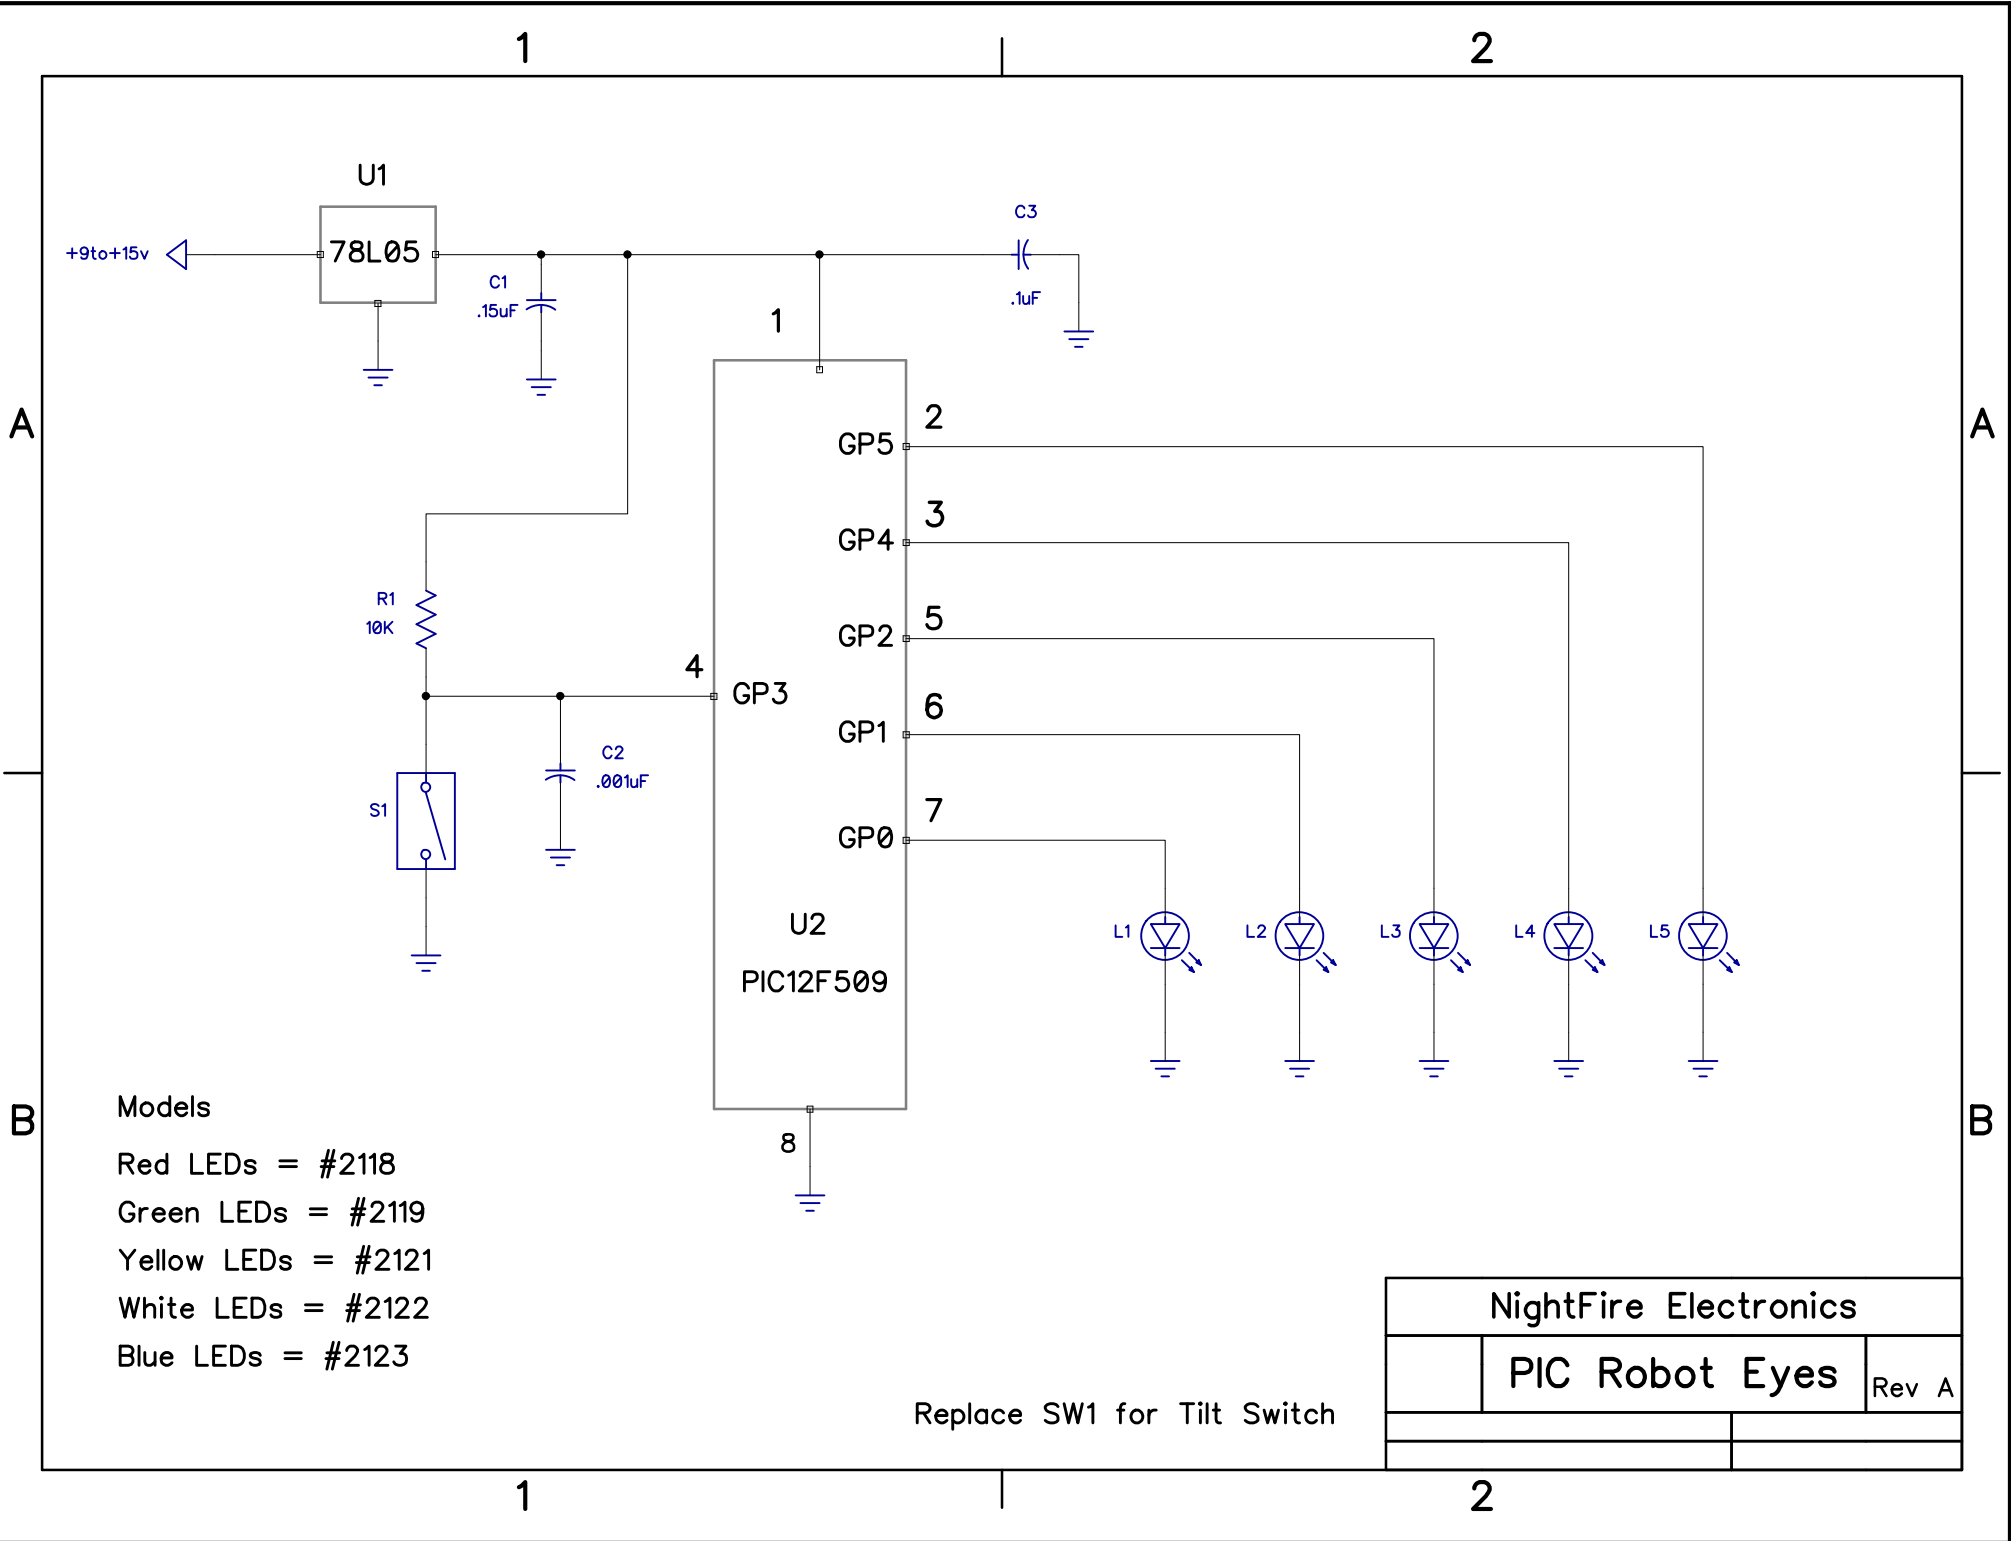 1
2
U1
78L05
+9to+15v
C1
.15uF
C3
.1uF
1
A
A
2
GP5
3
GP4
R1
10K
5
GP2
4
GP3
6
GP1
C2
.001uF
S1
7
GP0
U2
PIC12F509
L1
L2
L3
L4
L5
8
B
B
Models
Red LEDs = #2118
Green LEDs = #2119
Yellow LEDs = #2121
White LEDs = #2122
Blue LEDs = #2123
Replace SW1 for Tilt Switch
NightFire Electronics
PIC Robot Eyes
Rev A
1
2